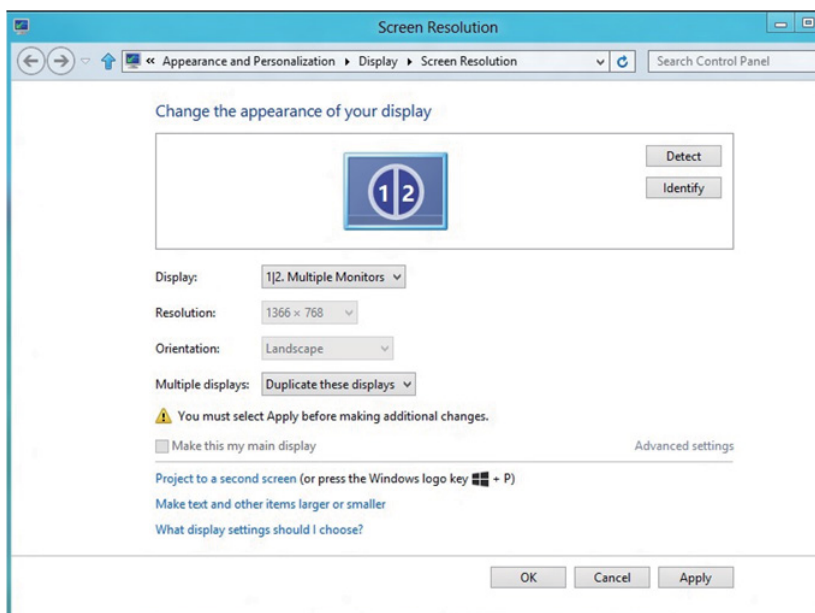 Screen Resolution
« Appearance and Personalization ▸ Display ▸ Screen Resolution
Search Control Panel
Change the appearance of your display
1 2
Detect
Identify
Display: 1|2. Multiple Monitors
Resolution: 1366 × 768
Orientation: Landscape
Multiple displays: Duplicate these displays
You must select Apply before making additional changes.
Make this my main display
Advanced settings
Project to a second screen (or press the Windows logo key + P)
Make text and other items larger or smaller
What display settings should I choose?
OK Cancel Apply